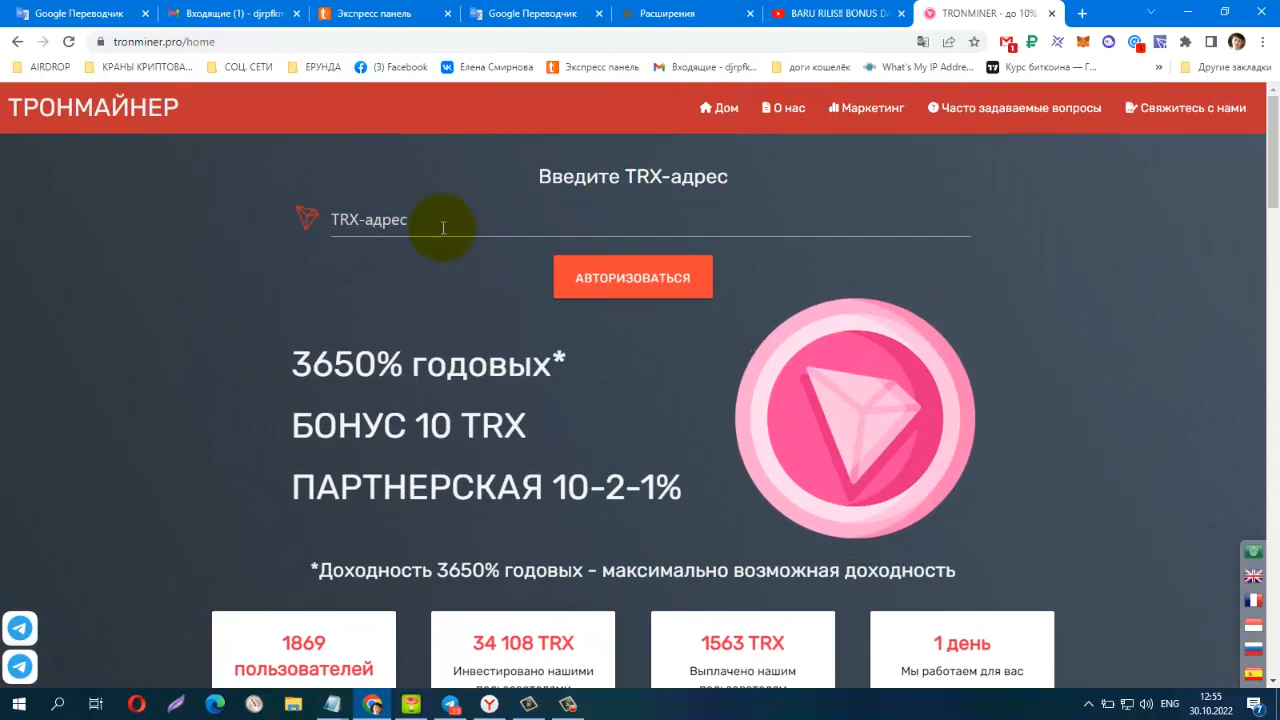 Google Переводчик
Входящие (1) - djrpfkm
Экспресс панель
Google Переводчик
Расширения
BARU RILIS!! BONUS DA
TRONMINER - до 10%
tronminer.pro/home
AIRDROP
КРАНЫ КРИПТОВА...
СОЦ. СЕТИ
ЕРУНДА
(3) Facebook
Елена Смирнова
Экспресс панель
Входящие - djrpfk...
доги кошелёк
What's My IP Addre...
Курс биткоина — Г...
»
Другие закладки
ТРОНМАЙНЕР
Дом
О нас
Маркетинг
Часто задаваемые вопросы
Свяжитесь с нами
Введите TRX-адрес
TRX-адрес
АВТОРИЗОВАТЬСЯ
3650% годовых*
БОНУС 10 TRX
ПАРТНЕРСКАЯ 10-2-1%
*Доходность 3650% годовых - максимально возможная доходность
1869
пользователей
34 108 TRX
Инвестировано нашими
1563 TRX
Выплачено нашим
1 день
Мы работаем для вас
ENG
12:55
30.10.2022